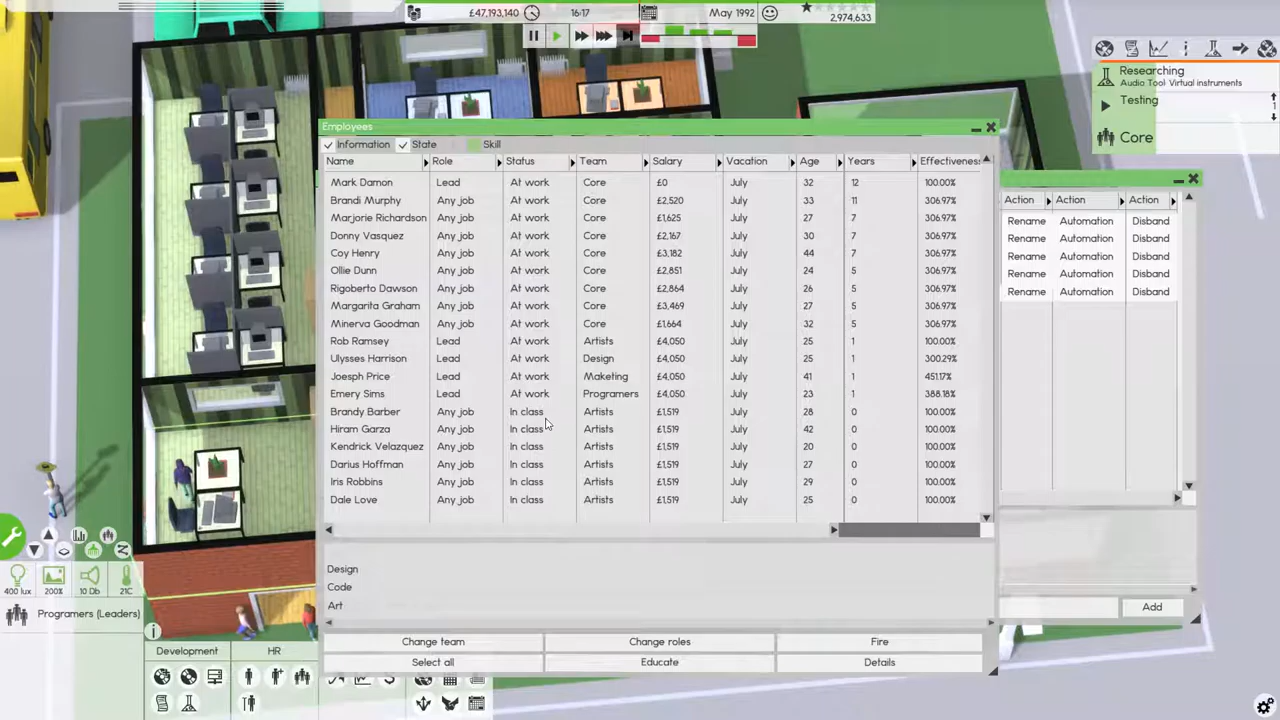 £47,193,140 16:17 May 1992 2,974,633
Researching
Audio Tool: Virtual instruments
Testing
Core
Employees
Information State Skill
Name Role Status Team Salary Vacation Age Years Effectiveness
Mark Damon Lead At work Core £0 July 32 12 100.00%
Brandi Murphy Any job At work Core £2,520 July 33 11 306.97%
Marjorie Richardson Any job At work Core £1,625 July 27 7 306.97%
Donny Vasquez Any job At work Core £2,167 July 30 7 306.97%
Coy Henry Any job At work Core £3,182 July 44 7 306.97%
Ollie Dunn Any job At work Core £2,851 July 24 5 306.97%
Rigoberto Dawson Any job At work Core £2,864 July 26 5 306.97%
Margarita Graham Any job At work Core £3,469 July 27 5 306.97%
Minerva Goodman Any job At work Core £1,664 July 32 5 306.97%
Rob Ramsey Lead At work Artists £4,050 July 25 1 100.00%
Ulysses Harrison Lead At work Design £4,050 July 25 1 300.29%
Joesph Price Lead At work Maketing £4,050 July 41 1 451.17%
Emery Sims Lead At work Programers £4,050 July 23 1 388.18%
Brandy Barber Any job In class Artists £1,519 July 28 0 100.00%
Hiram Garza Any job In class Artists £1,519 July 42 0 100.00%
Kendrick Velazquez Any job In class Artists £1,519 July 20 0 100.00%
Darius Hoffman Any job In class Artists £1,519 July 27 0 100.00%
Iris Robbins Any job In class Artists £1,519 July 29 0 100.00%
Dale Love Any job In class Artists £1,519 July 25 0 100.00%
Design
Code
Art
Change team Change roles Fire
Select all Educate Details
Action Action Action
Rename Automation Disband
Rename Automation Disband
Rename Automation Disband
Rename Automation Disband
Rename Automation Disband
Add
400 lux 200% 10 Db 21C
Programers (Leaders)
Development HR